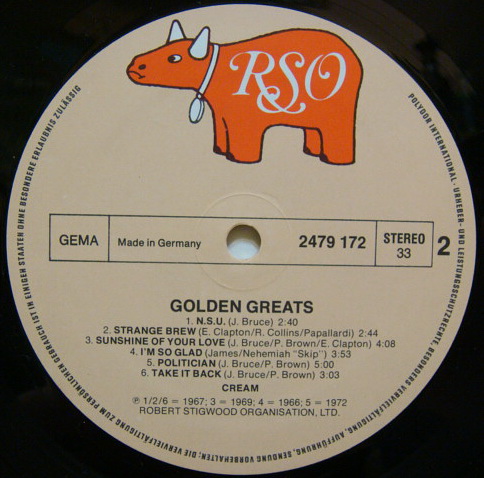 RSO
GEMA
Made in Germany
2479 172
STEREO
33
2
GOLDEN GREATS
1. N.S.U. (J. Bruce) 2:40
2. STRANGE BREW (E. Clapton/R. Collins/Papallardi) 2:44
3. SUNSHINE OF YOUR LOVE (J. Bruce/P. Brown/E. Clapton) 4:08
4. I'M SO GLAD (James/Nehemiah "Skip") 3:53
5. POLITICIAN (J. Bruce/P. Brown) 5:00
6. TAKE IT BACK (J. Bruce/P. Brown) 3:03
CREAM
℗ 1/2/6 = 1967; 3 = 1969; 4 = 1966; 5 = 1972
ROBERT STIGWOOD ORGANISATION, LTD.
POLYDOR INTERNATIONAL · URHEBER- UND LEISTUNGSSCHUTZRECHTE BESONDERS VERVIELFÄLTIGUNG, AUFFÜHRUNG, SENDUNG VORBEHALTEN; DIE VERVIELFÄLTIGUNG ZUM PERSÖNLICHEN GEBRAUCH IST IN EINIGEN STAATEN OHNE BESONDERE ERLAUBNIS ZULÄSSIG